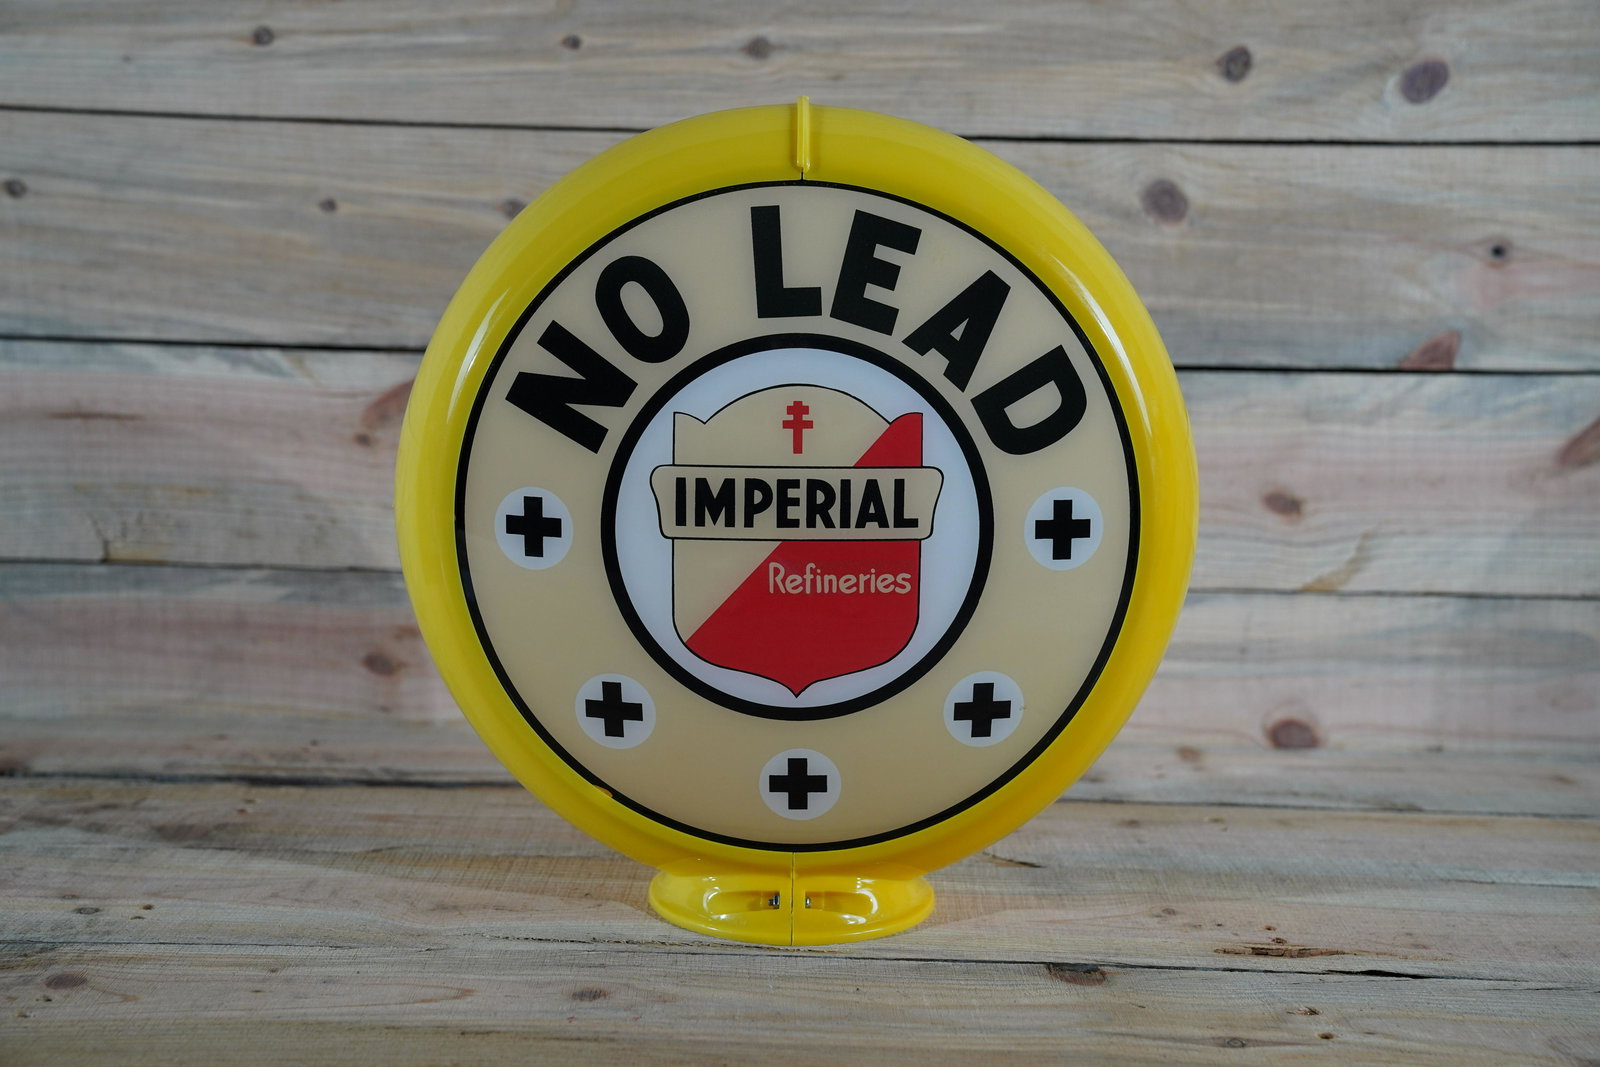 NO LEAD
IMPERIAL
Refineries